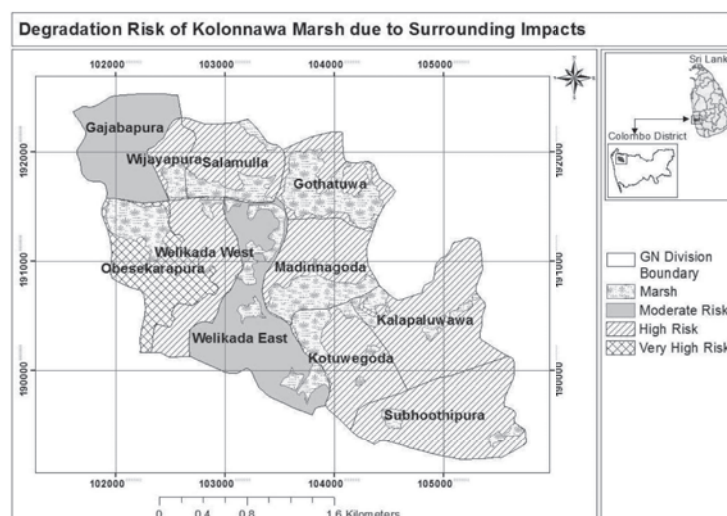 Degradation Risk of Kolonnawa Marsh due to Surrounding Impacts
102000 103000 104000 105000
192000
191000
190000
Gajabapura
Wijayapura
Salamulla
Gothatuwa
Welikada West
Obesekarapura
Madinnagoda
Kalapaluwawa
Welikada East
Kotuwegoda
Subhoothipura
192000
191000
190000
102000 103000 104000 105000
0 0.4 0.8 1.6 Kilometers
Sri Lank
Colombo District
GN Division
Boundary
Marsh
Moderate Risk
High Risk
Very High Risk